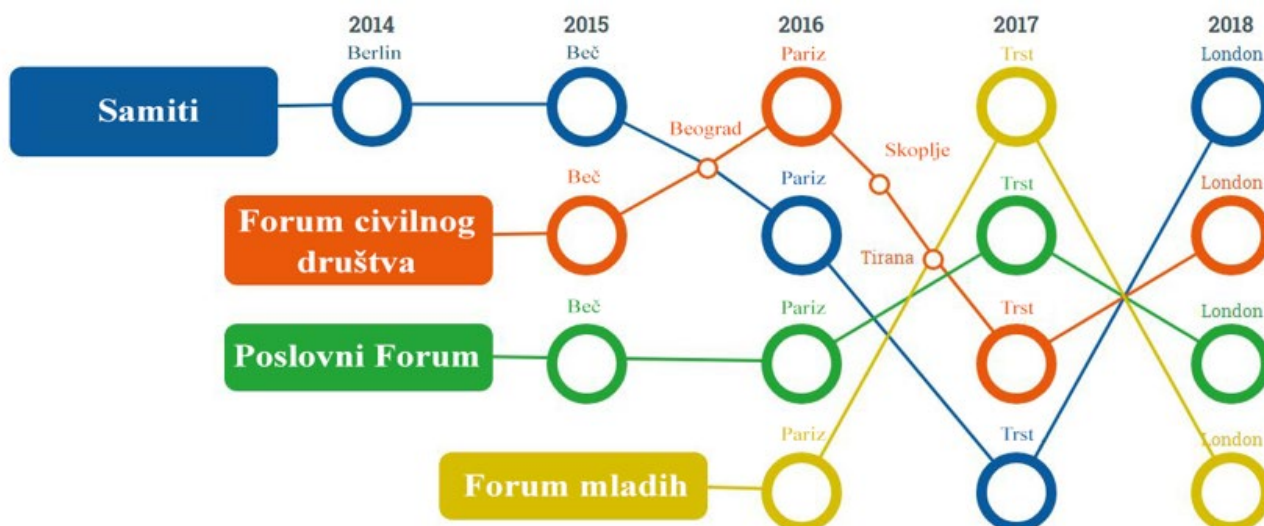 2014
2015
2016
2017
2018
Berlin
Beč
Pariz
Trst
London
Samiti
Beograd
Skoplje
Beč
Pariz
Trst
London
Forum civilnog
društva
Tirana
Beč
Pariz
Trst
London
Poslovni Forum
Pariz
Trst
London
Forum mladih